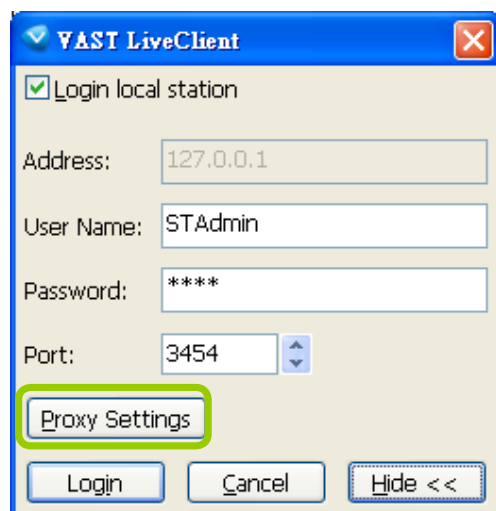 VAST LiveClient
Login local station
Address: 127.0.0.1
User Name: STAdmin
Password: ****
Port: 3454
Proxy Settings
Login Cancel Hide <<